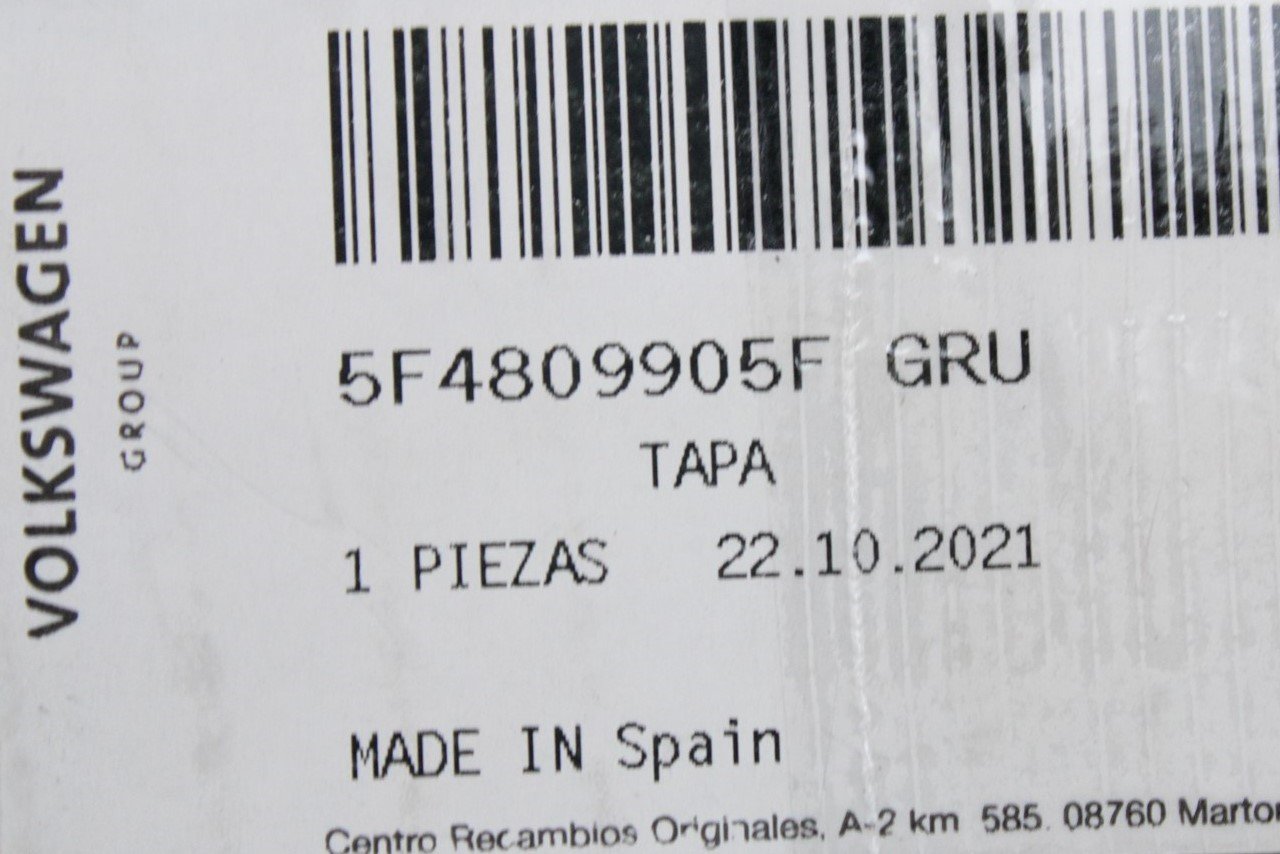 VOLKSWAGEN
GROUP
5F4809905F GRU
TAPA
1 PIEZAS 22.10.2021
MADE IN Spain
Centro Recambios Originales, A-2 km 585. 08760 Martor